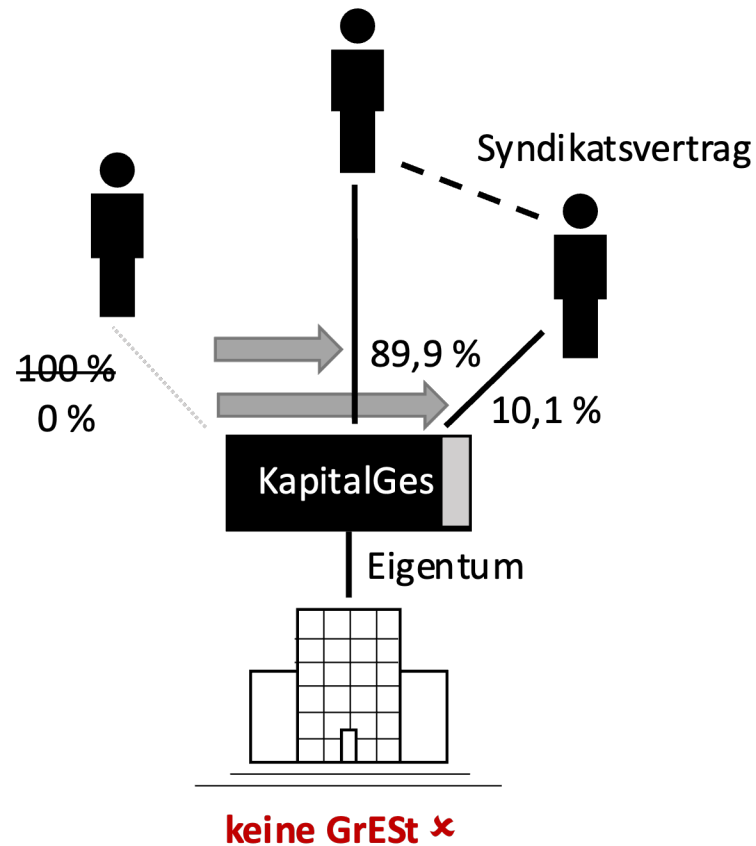 Syndikatsvertrag
100 %
0 %
89,9 %
10,1 %
KapitalGes
Eigentum
keine GrESt ✘